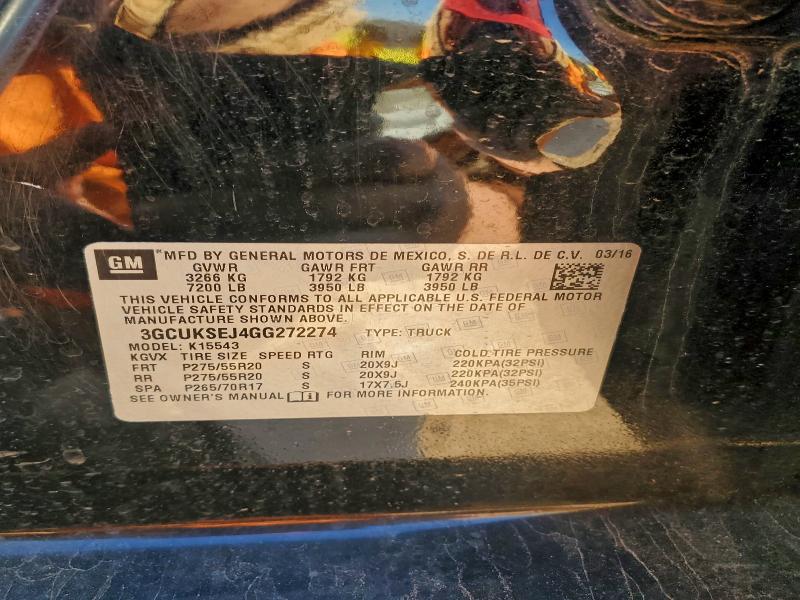 GM MFD BY GENERAL MOTORS DE MEXICO, S. DE R.L. DE C.V. 03/16
GVWR GAWR FRT GAWR RR
3266 KG 1792 KG 1792 KG
7200 LB 3950 LB 3950 LB
THIS VEHICLE CONFORMS TO ALL APPLICABLE U.S. FEDERAL MOTOR
VEHICLE SAFETY STANDARDS IN EFFECT ON THE DATE OF
MANUFACTURE SHOWN ABOVE.
3GCUKSEJ4GG272274 TYPE: TRUCK
MODEL: K15543
KGVX TIRE SIZE SPEED RTG RIM COLD TIRE PRESSURE
FRT P275/55R20 S 20X9J 220KPA(32PSI)
RR P275/55R20 S 20X9J 220KPA(32PSI)
SPA P265/70R17 S 17X7.5J 240KPA(35PSI)
SEE OWNER'S MANUAL FOR MORE INFORMATION.